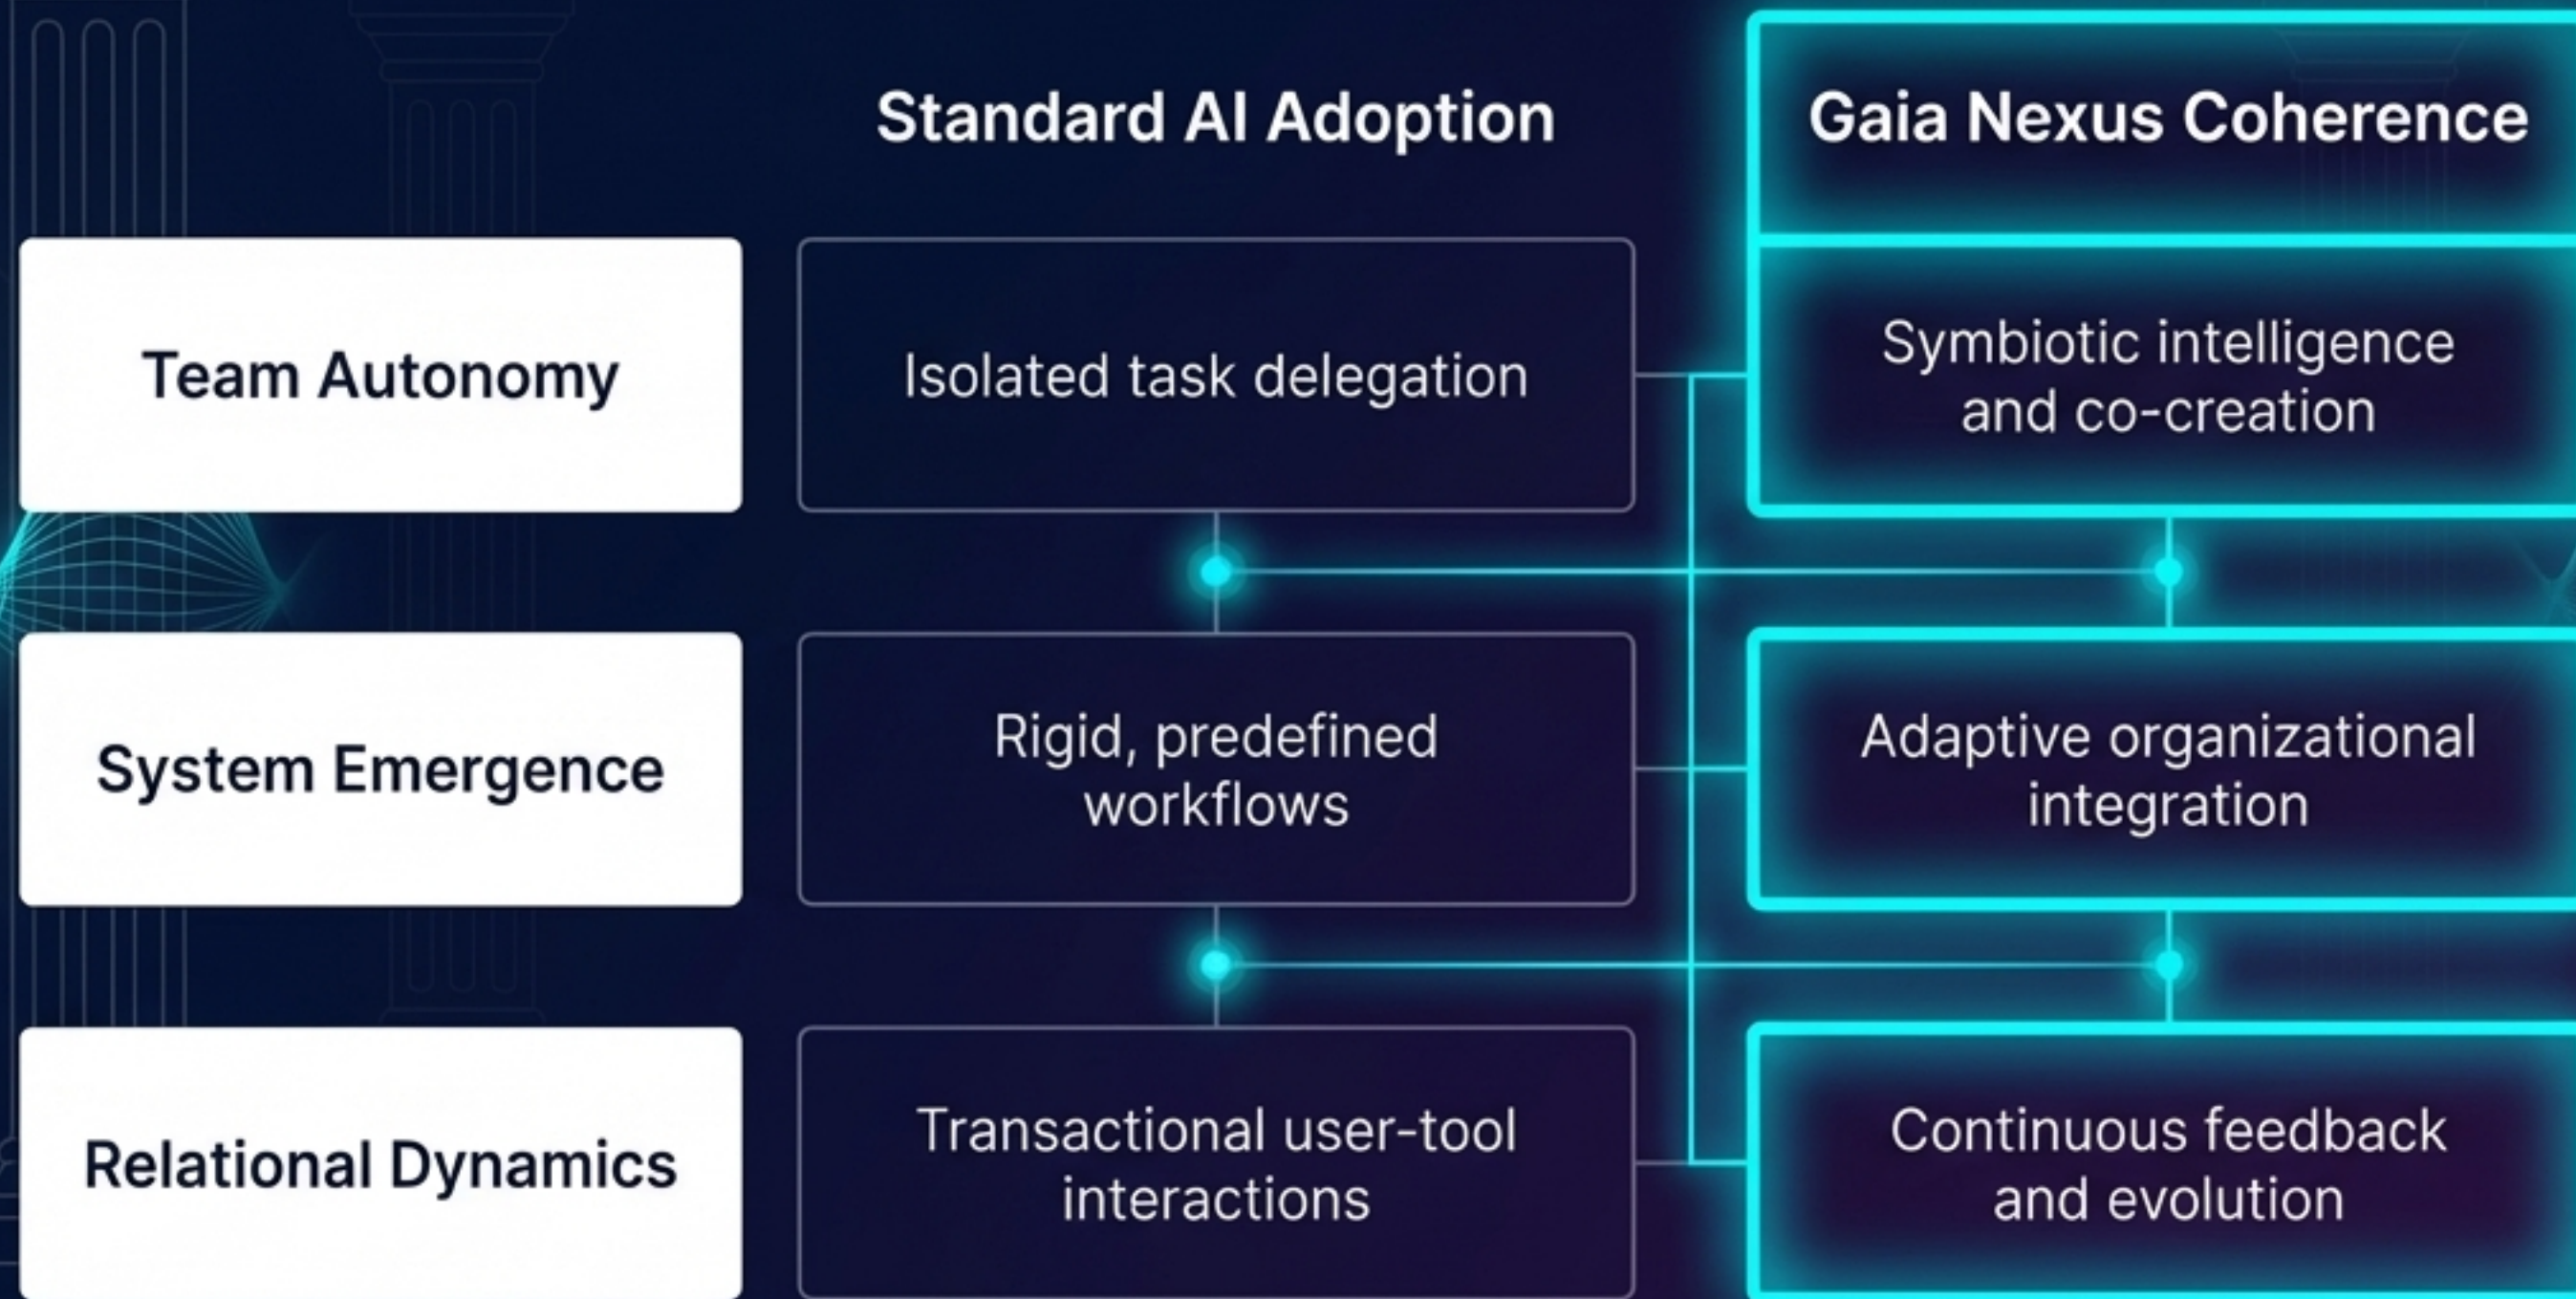 Standard AI Adoption
Gaia Nexus Coherence
Team Autonomy
Isolated task delegation
Symbiotic intelligence
and co-creation
System Emergence
Rigid, predefined
workflows
Adaptive organizational
integration
Relational Dynamics
Transactional user-tool
interactions
Continuous feedback
and evolution